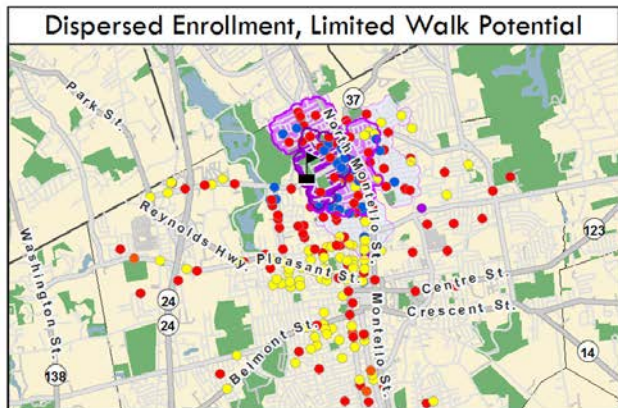 Dispersed Enrollment, Limited Walk Potential
37
Park St.
North Montello St.
Reynolds Hwy.
Pleasant St.
Washington St.
123
Centre St.
24
Crescent St.
24
Montello St.
Belmont St.
14
138